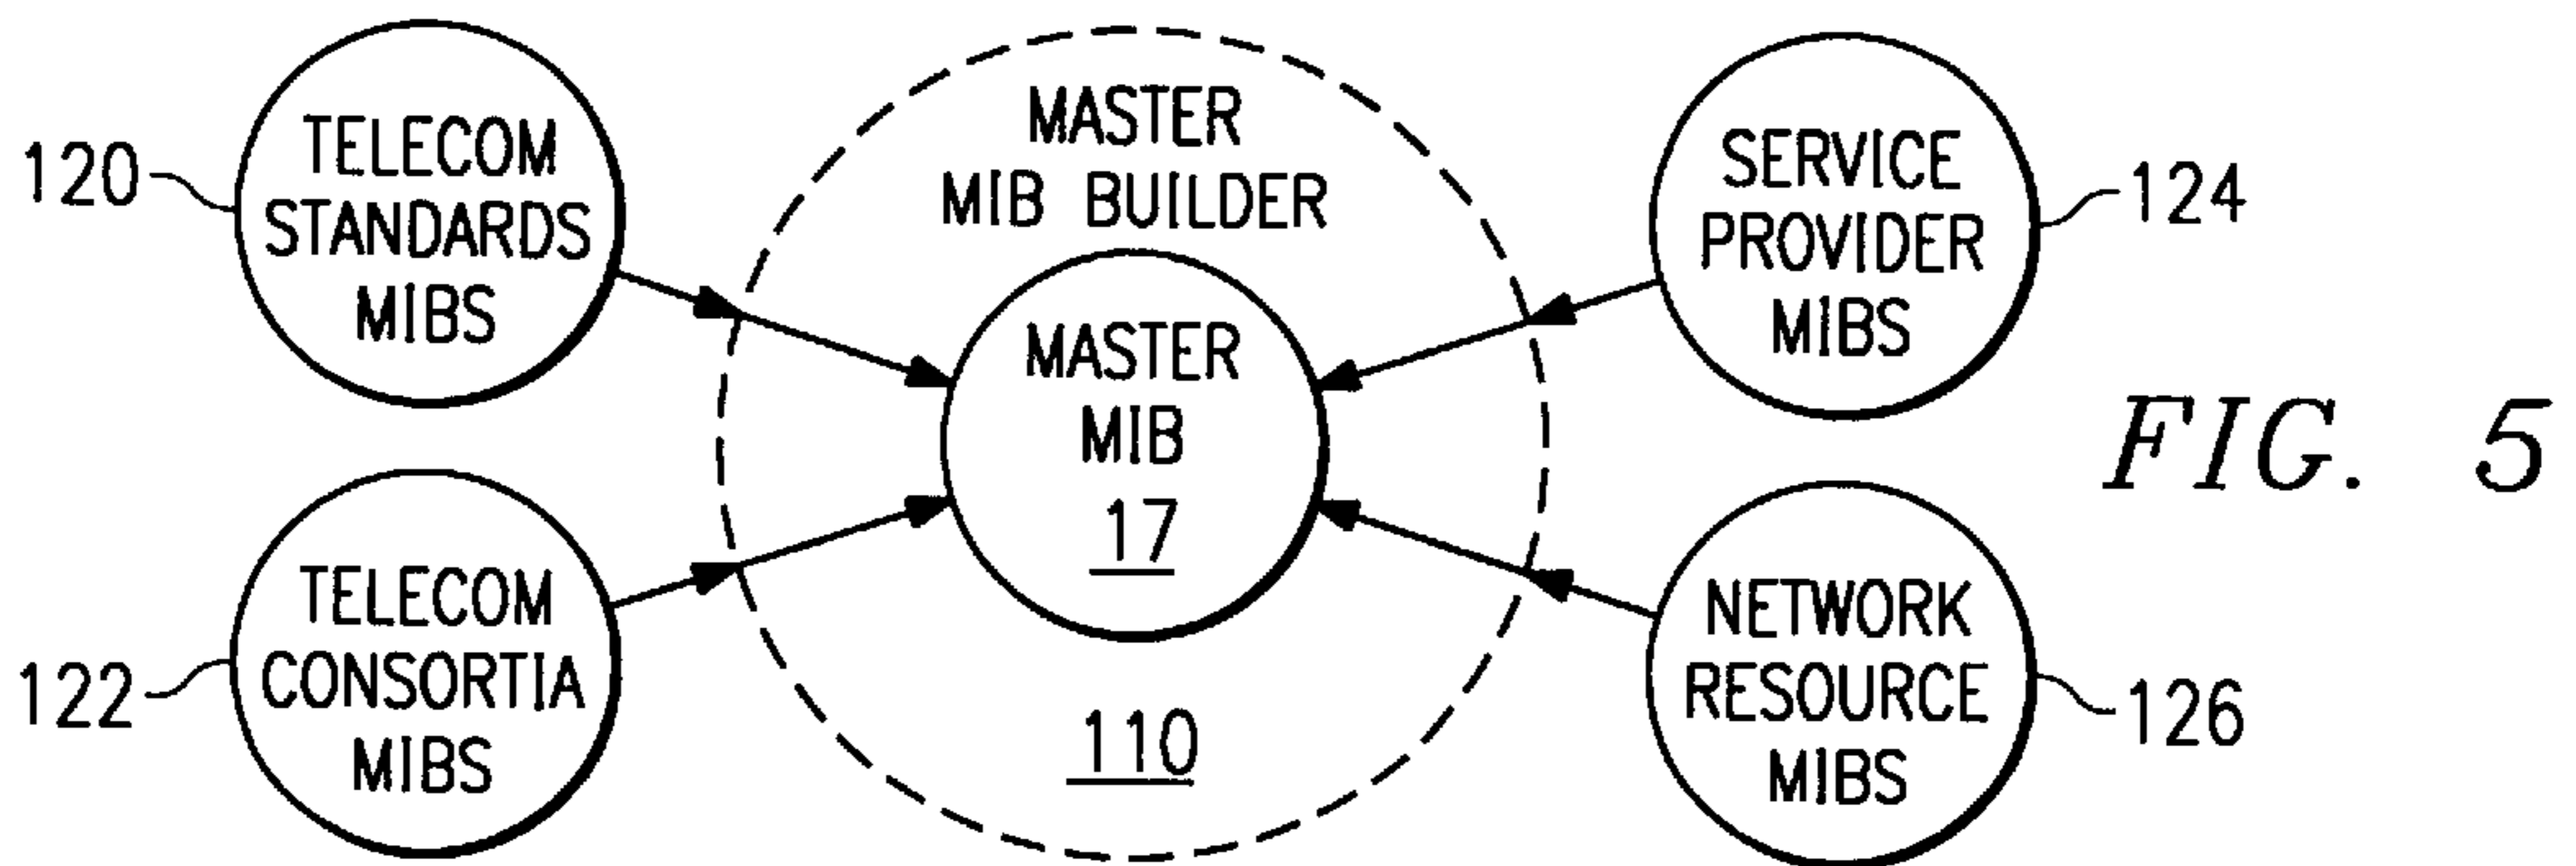 120
TELECOM
STANDARDS
MIBS
122
TELECOM
CONSORTIA
MIBS
MASTER
MIB BUILDER
MASTER
MIB
17
110
SERVICE
PROVIDER
MIBS
124
NETWORK
RESOURCE
MIBS
126
FIG. 5